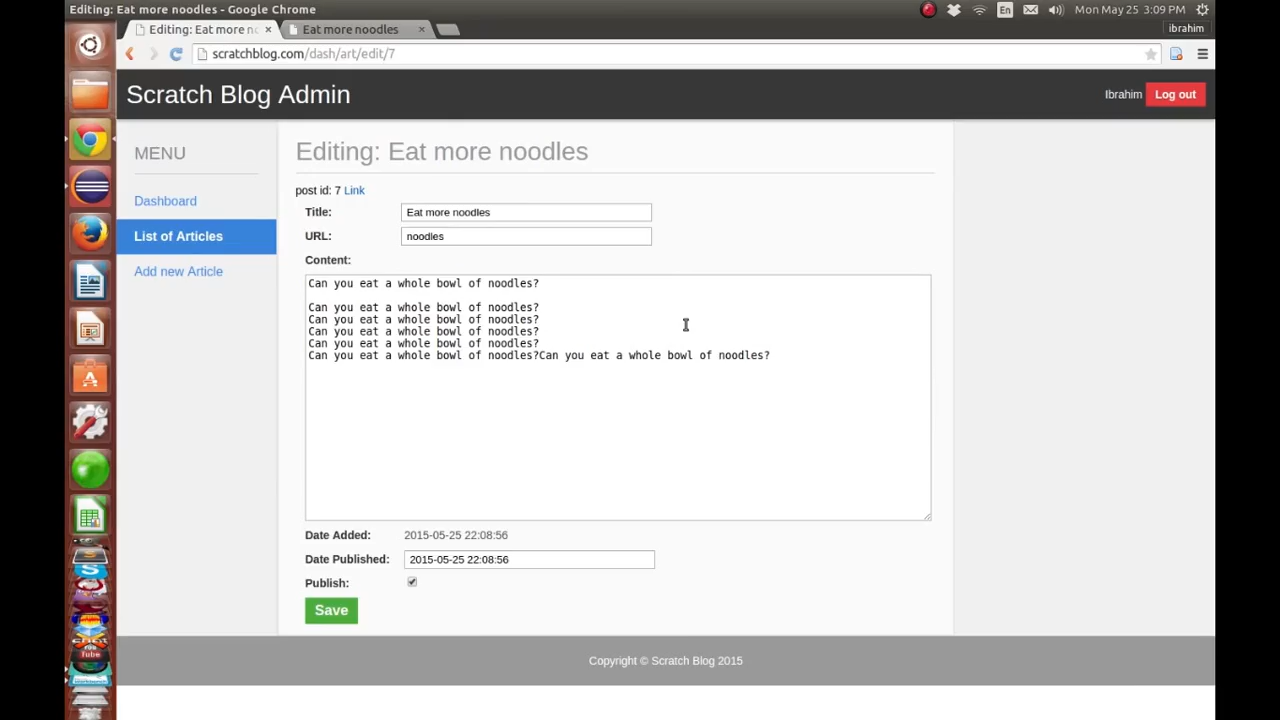 Editing: Eat more noodles - Google Chrome
En
Mon May 25 3:09 PM
Editing: Eat more no
Eat more noodles
ibrahim
scratchblog.com/dash/art/edit/7
Scratch Blog Admin
Ibrahim
Log out
MENU
Dashboard
List of Articles
Add new Article
Editing: Eat more noodles
post id: 7 Link
Title:
Eat more noodles
URL:
noodles
Content:
Can you eat a whole bowl of noodles?
Can you eat a whole bowl of noodles?
Can you eat a whole bowl of noodles?
Can you eat a whole bowl of noodles?
Can you eat a whole bowl of noodles?
Can you eat a whole bowl of noodles?Can you eat a whole bowl of noodles?
Date Added:
2015-05-25 22:08:56
Date Published:
2015-05-25 22:08:56
Publish:
Save
Copyright © Scratch Blog 2015
Tube